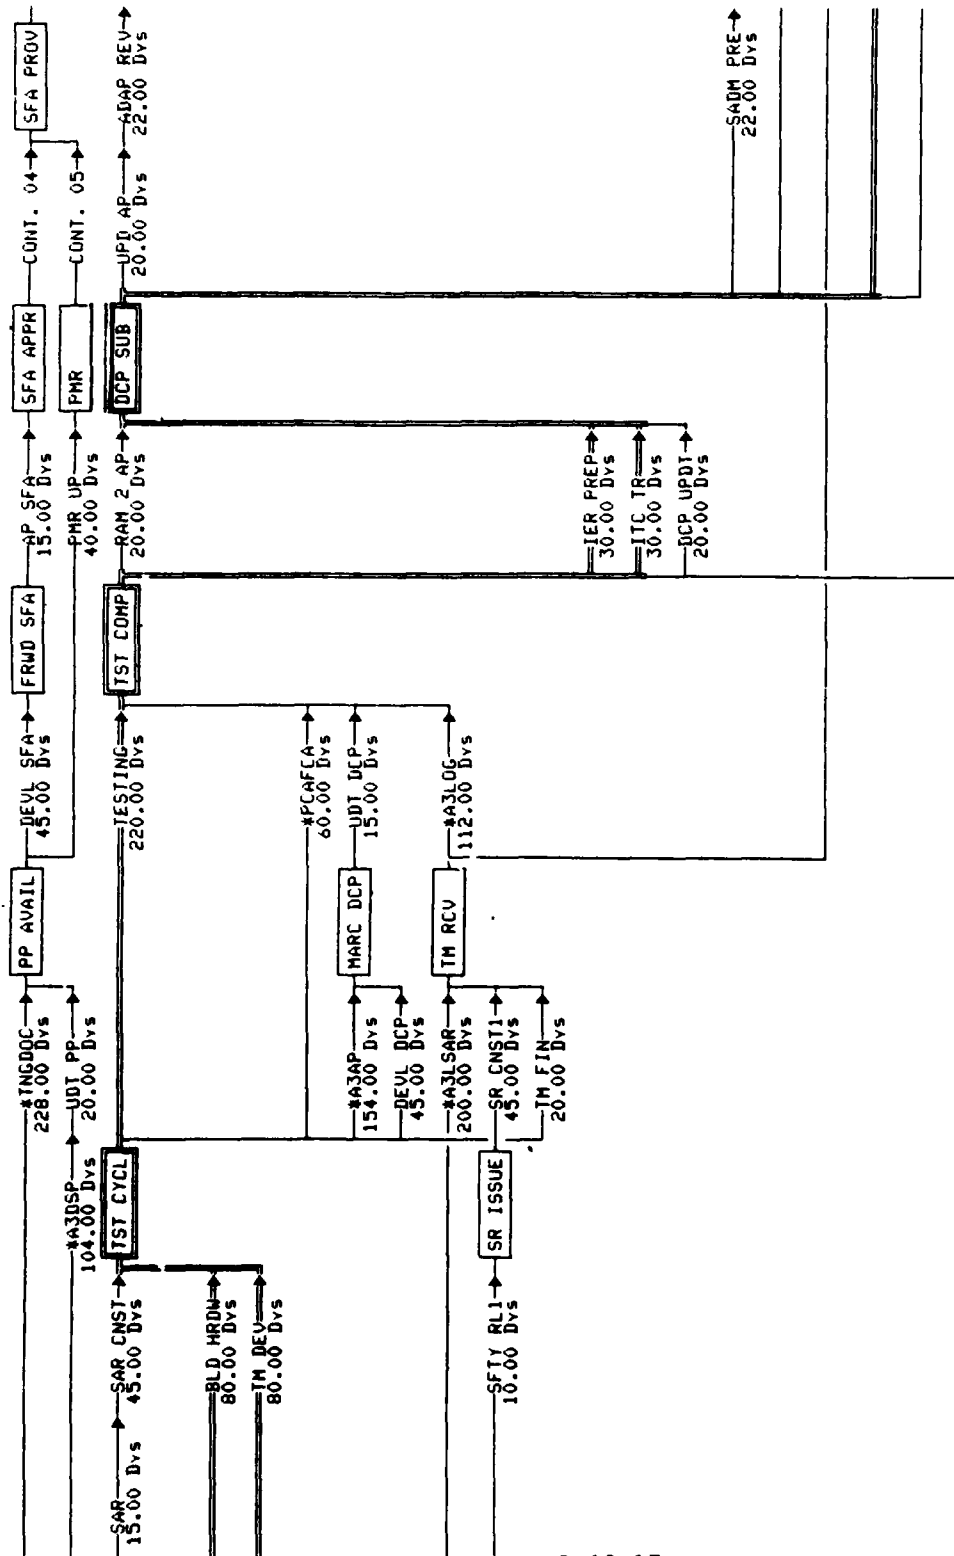 *TNGDOC
228.00 Dys
PP AVAIL
DEVL SFA
45.00 Dys
FRWD SFA
AP SFA
15.00 Dys
SFA APPR
CONT. 04
SFA PROV
*A3DSP
104.00 Dys
UDT PP
20.00 Dys
PMR UP
40.00 Dys
PMR
CONT. 05
SAR
15.00 Dys
SAR CNST
45.00 Dys
TST CYCL
TESTING
220.00 Dys
TST COMP
RAM 2 AP
20.00 Dys
DCP SUB
UPD AP
20.00 Dys
ADAP REV
22.00 Dys
BLD HRDW
80.00 Dys
TM DEV
80.00 Dys
*PCAFCA
60.00 Dys
*A3AP
154.00 Dys
MARC DCP
UDT DCP
15.00 Dys
DEVL DCP
45.00 Dys
*A3LSAR
200.00 Dys
TM RCV
*A3LOG
112.00 Dys
SFTY RL1
10.00 Dys
SR ISSUE
SR CNST1
45.00 Dys
TM FIN
20.00 Dys
IER PREP
30.00 Dys
ITC TR
30.00 Dys
DCP UPDT
20.00 Dys
SADM PRE
22.00 Dys